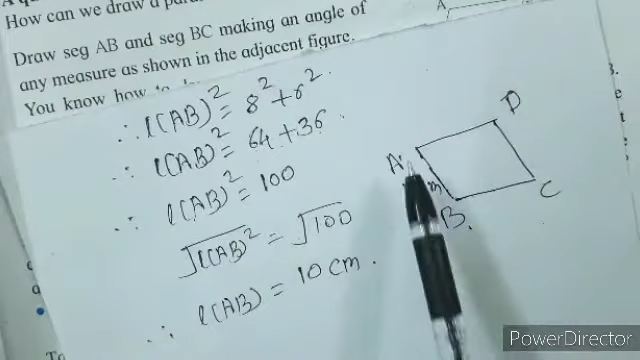 How can we draw a
Draw seg AB and seg BC making an angle of
any measure as shown in the adjacent figure.
You know how to
∴ l(AB)² = 8² + 6².
∴ l(AB)² = 64 + 36.
∴ l(AB)² = 100
√l(AB)² = √100
∴ l(AB) = 10 cm.
A
D
m
B.
C
To
PowerDirector